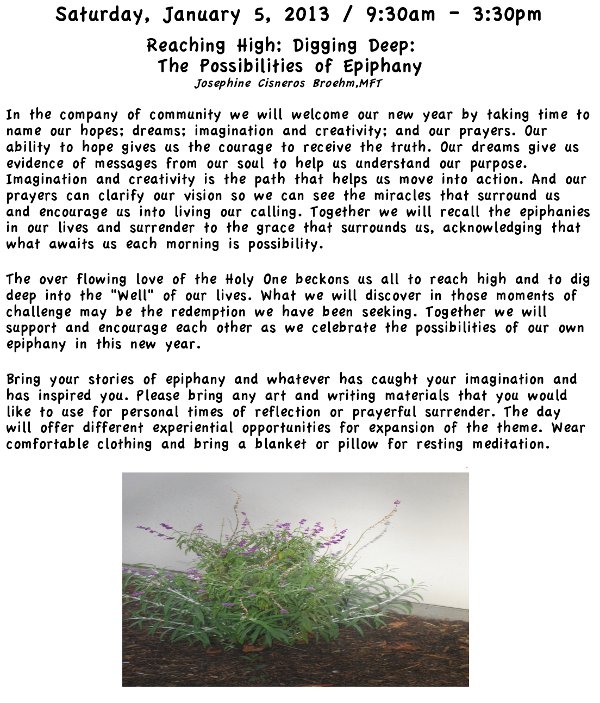 Saturday, January 5, 2013 / 9:30am - 3:30pm
Reaching High: Digging Deep:
The Possibilities of Epiphany
Josephine Cisneros Broehm,MFT
In the company of community we will welcome our new year by taking time to
name our hopes; dreams; imagination and creativity; and our prayers. Our
ability to hope gives us the courage to receive the truth. Our dreams give us
evidence of messages from our soul to help us understand our purpose.
Imagination and creativity is the path that helps us move into action. And our
prayers can clarify our vision so we can see the miracles that surround us
and encourage us into living our calling. Together we will recall the epiphanies
in our lives and surrender to the grace that surrounds us, acknowledging that
what awaits us each morning is possibility.
The over flowing love of the Holy One beckons us all to reach high and to dig
deep into the "Well" of our lives. What we will discover in those moments of
challenge may be the redemption we have been seeking. Together we will
support and encourage each other as we celebrate the possibilities of our own
epiphany in this new year.
Bring your stories of epiphany and whatever has caught your imagination and
has inspired you. Please bring any art and writing materials that you would
like to use for personal times of reflection or prayerful surrender. The day
will offer different experiential opportunities for expansion of the theme. Wear
comfortable clothing and bring a blanket or pillow for resting meditation.